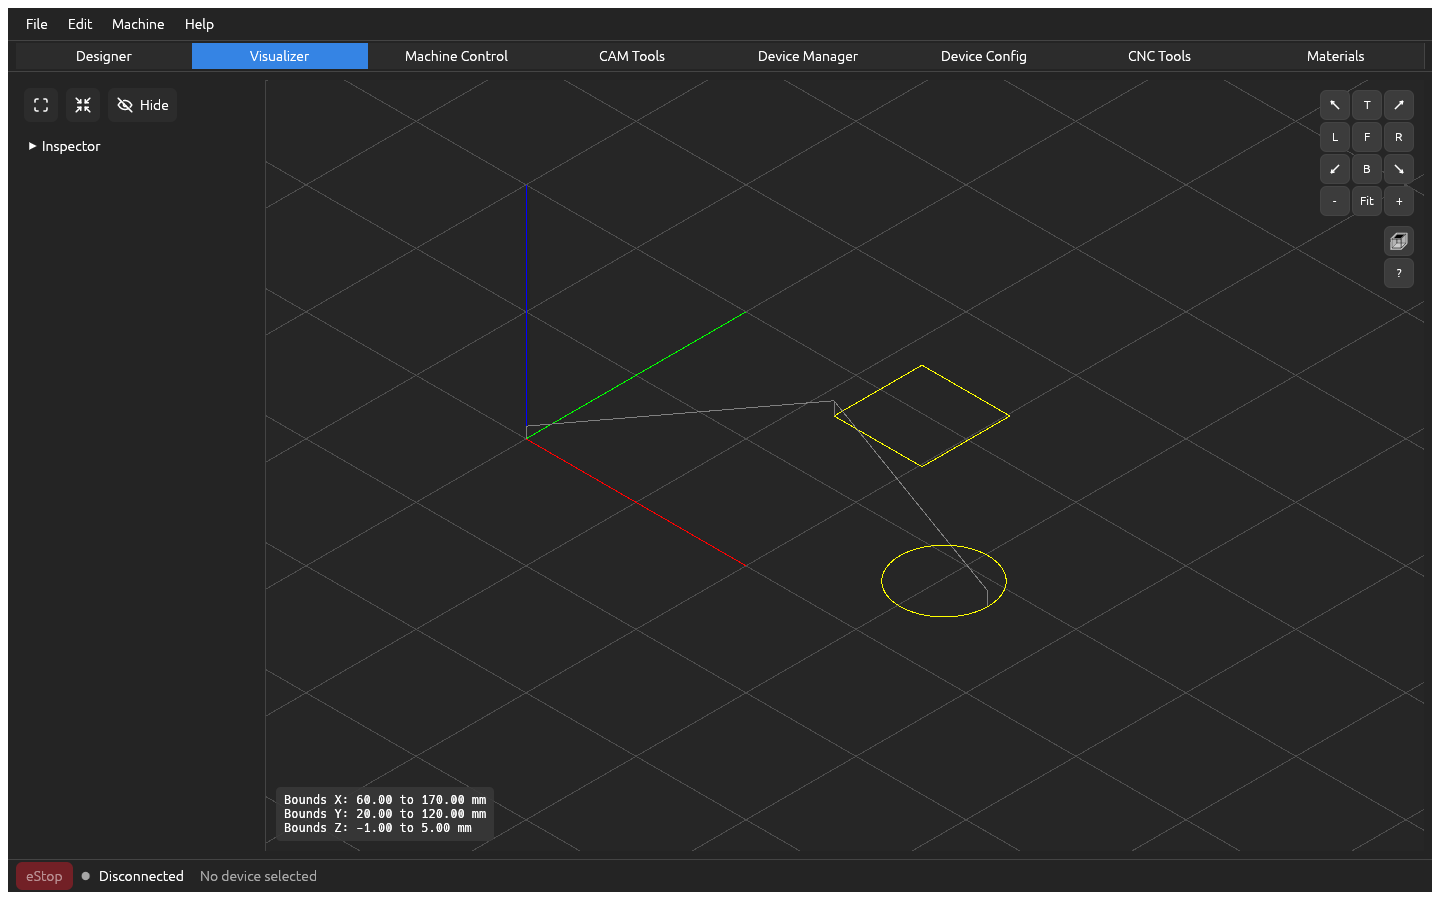 File Edit Machine Help
Designer Visualizer Machine Control CAM Tools Device Manager Device Config CNC Tools Materials
Hide
Inspector
T
L F R
B
- Fit +
?
Bounds X: 60.00 to 170.00 mm
Bounds Y: 20.00 to 120.00 mm
Bounds Z: -1.00 to 5.00 mm
eStop Disconnected No device selected